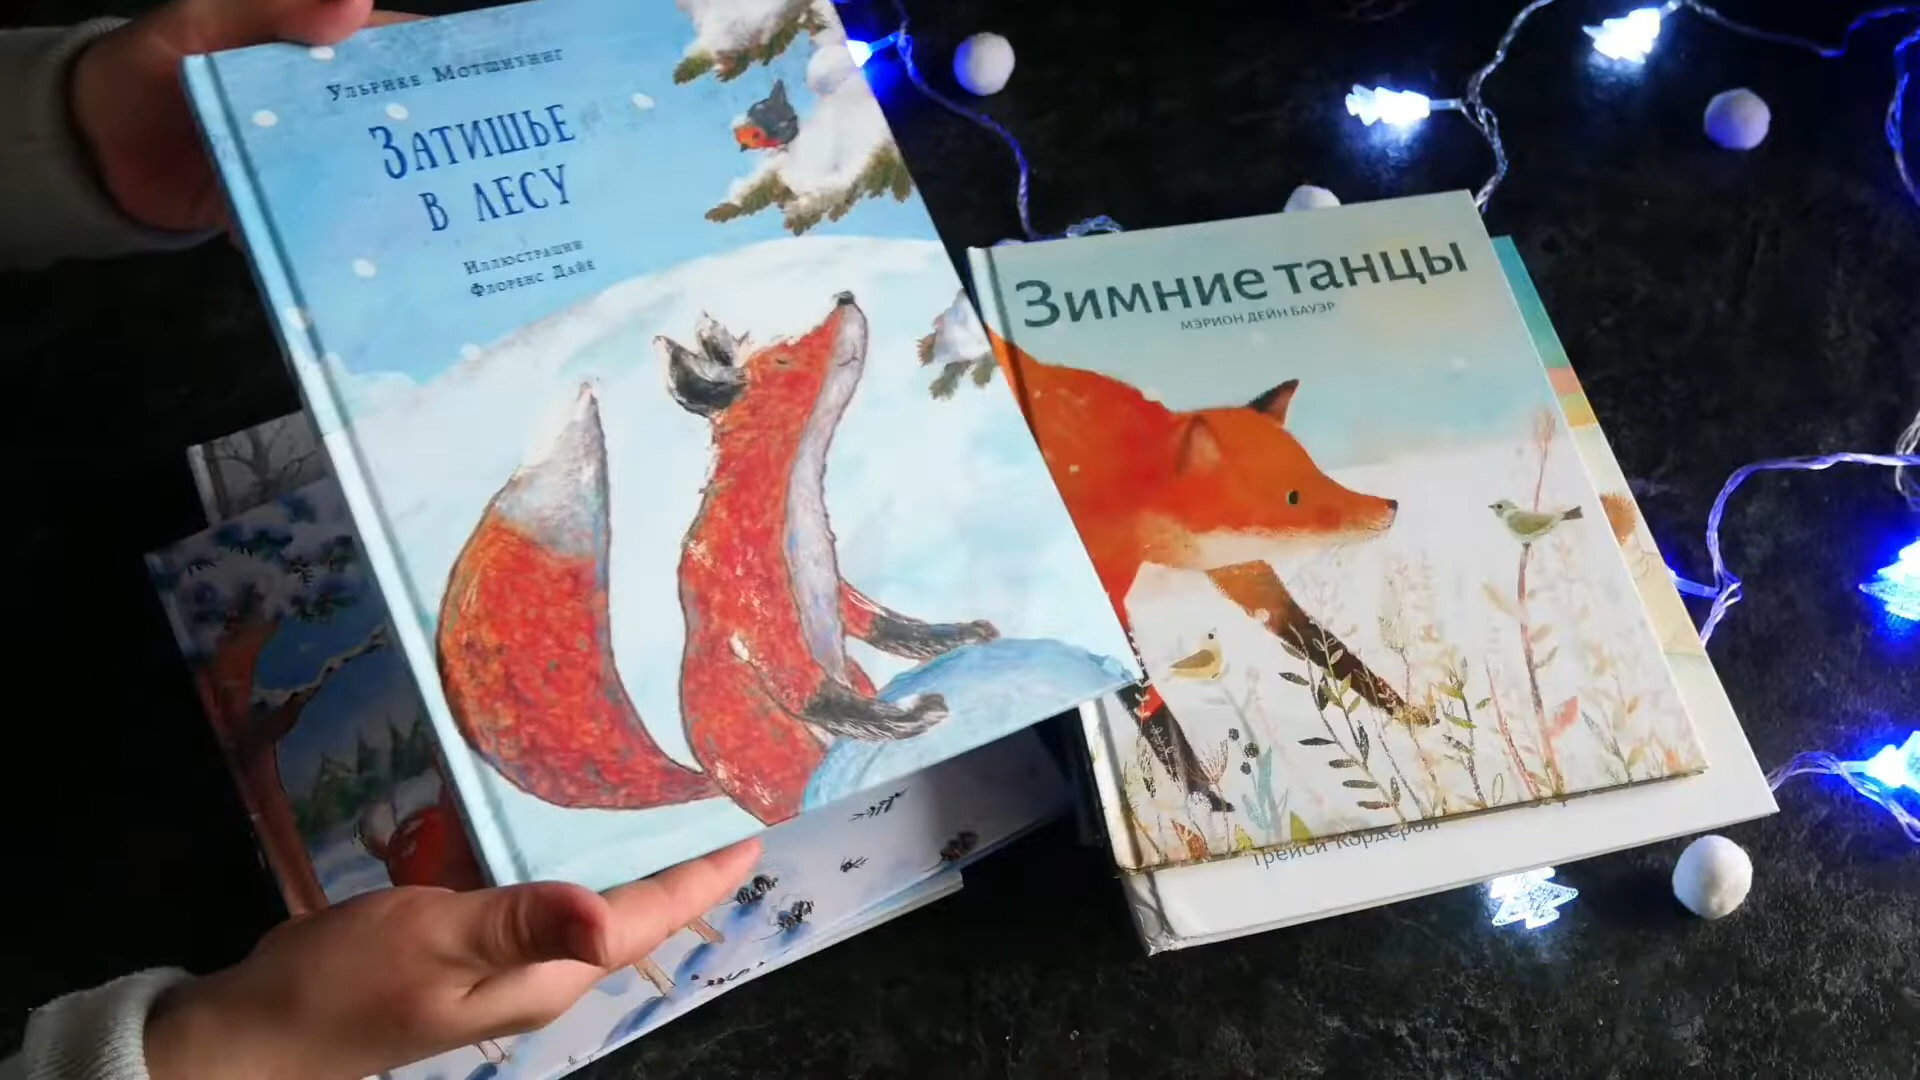 Ульрике Мотшиуниг
Затишье
в лесу
Иллюстрации
Флоренс Дайе
Зимние танцы
МЭРИОН ДЕЙН БАУЭР
Трейси Кордерой